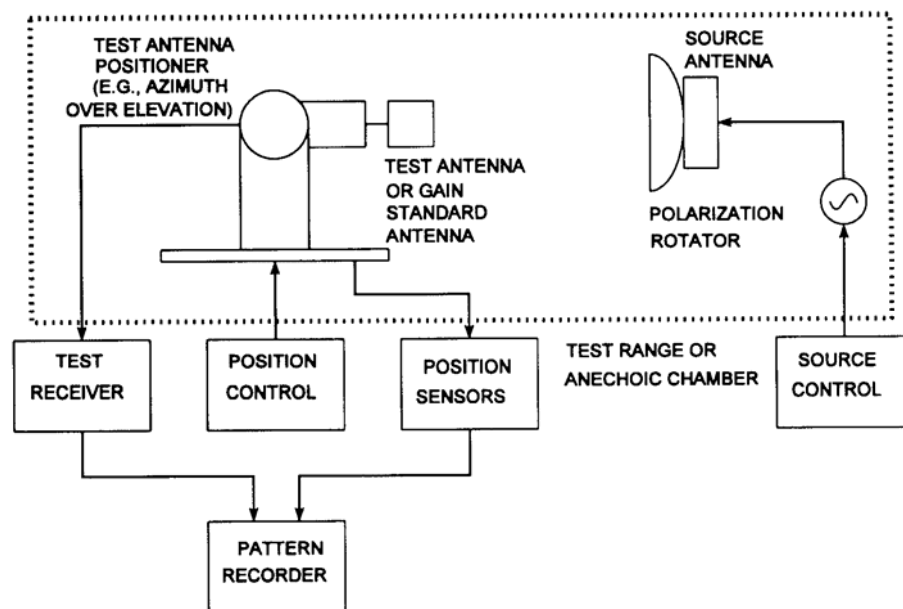 TEST ANTENNA
POSITIONER
(E.G., AZIMUTH
OVER ELEVATION)
SOURCE
ANTENNA
TEST ANTENNA
OR GAIN
STANDARD
ANTENNA
POLARIZATION
ROTATOR
TEST
RECEIVER
POSITION
CONTROL
POSITION
SENSORS
TEST RANGE OR
ANECHOIC CHAMBER
SOURCE
CONTROL
PATTERN
RECORDER